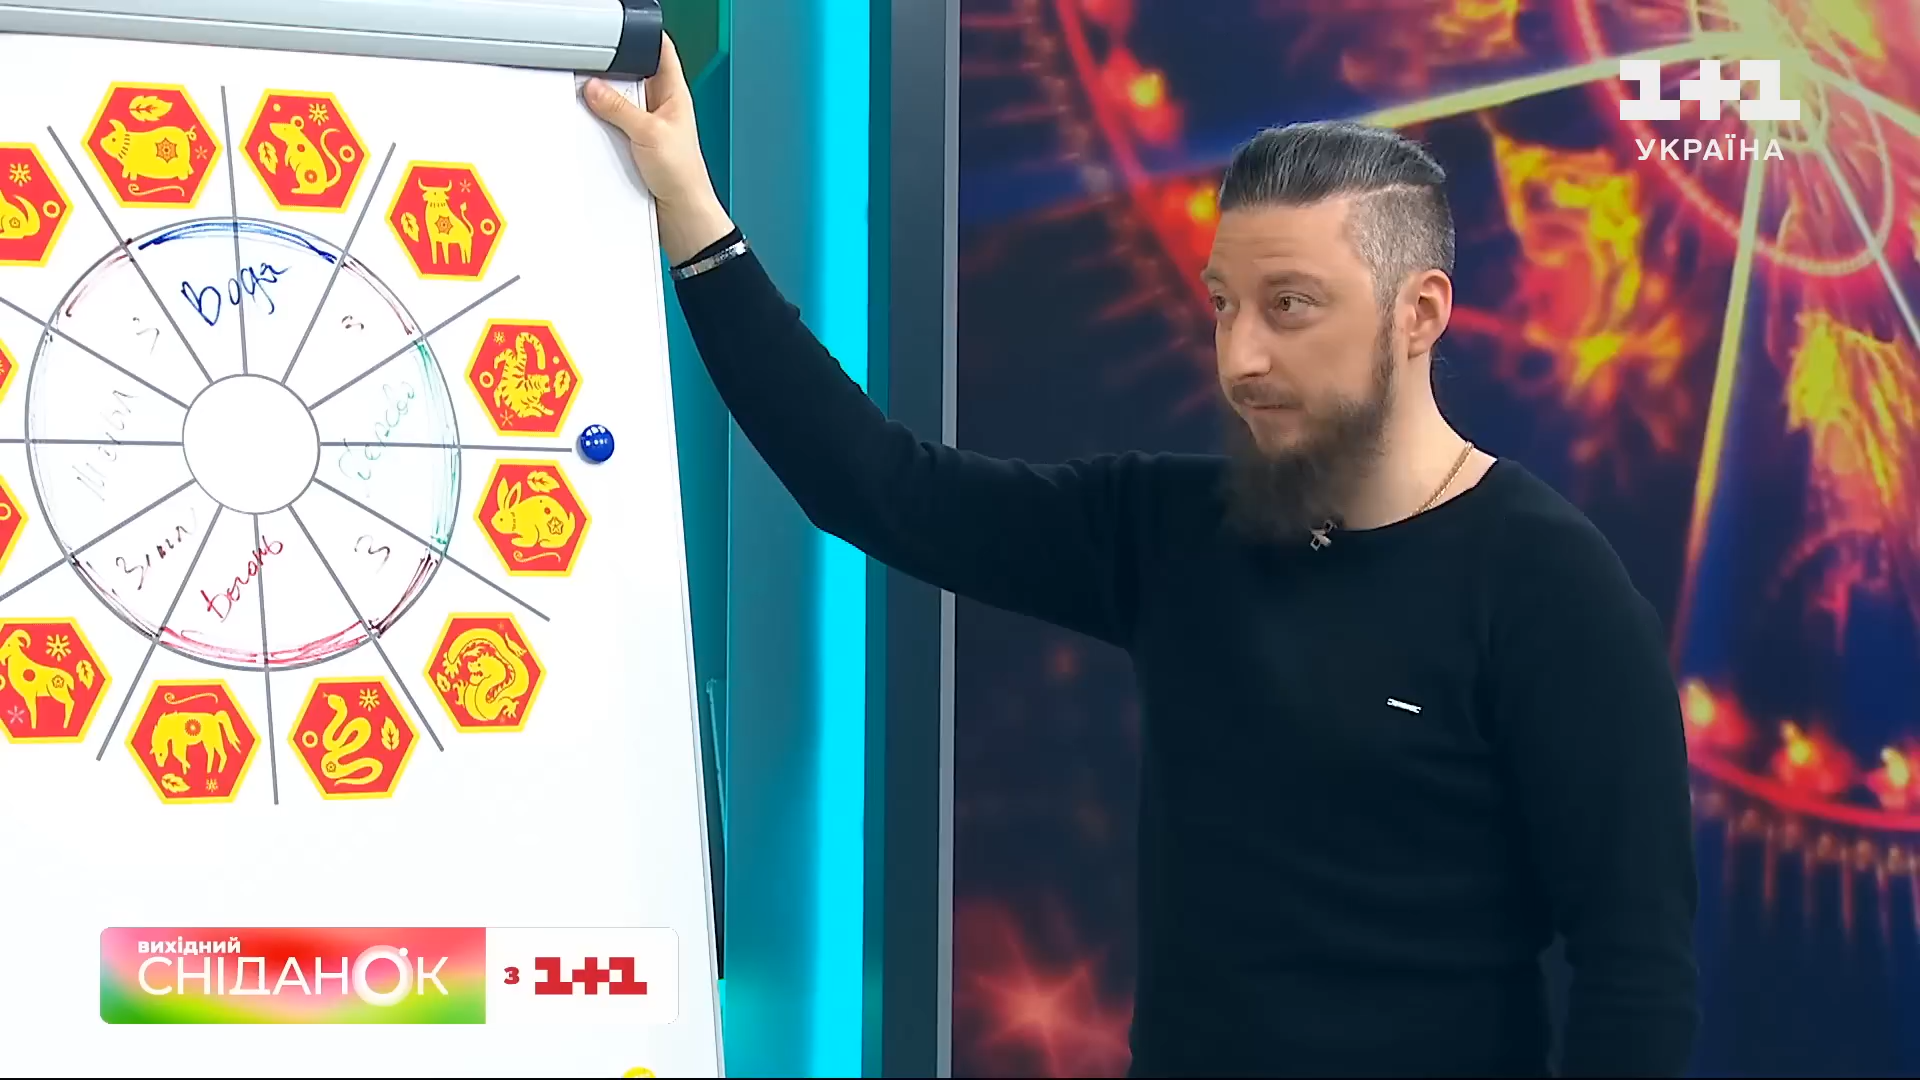 1+1
УКРАЇНА
Вода
З
З
Дерево
Метал
Земля
Вогонь
З
вихідний
СНІДАНОК
з 1+1